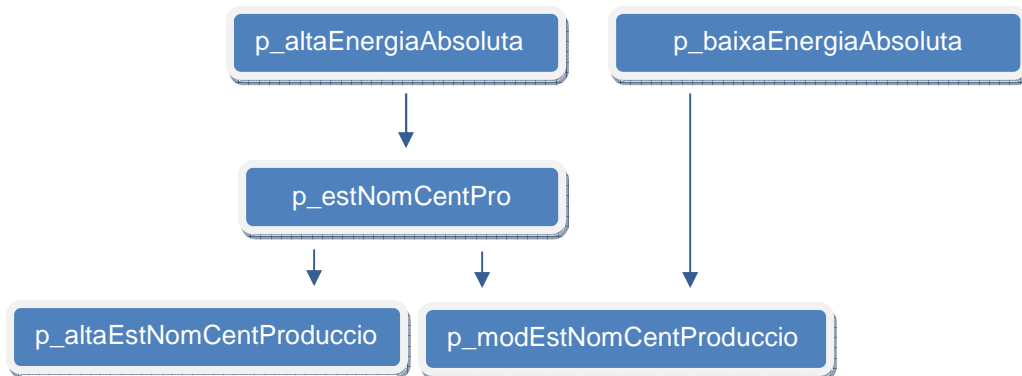 p_altaEnergiaAbsoluta
p_baixaEnergiaAbsoluta
p_estNomCentPro
p_altaEstNomCentProduccio
p_modEstNomCentProduccio